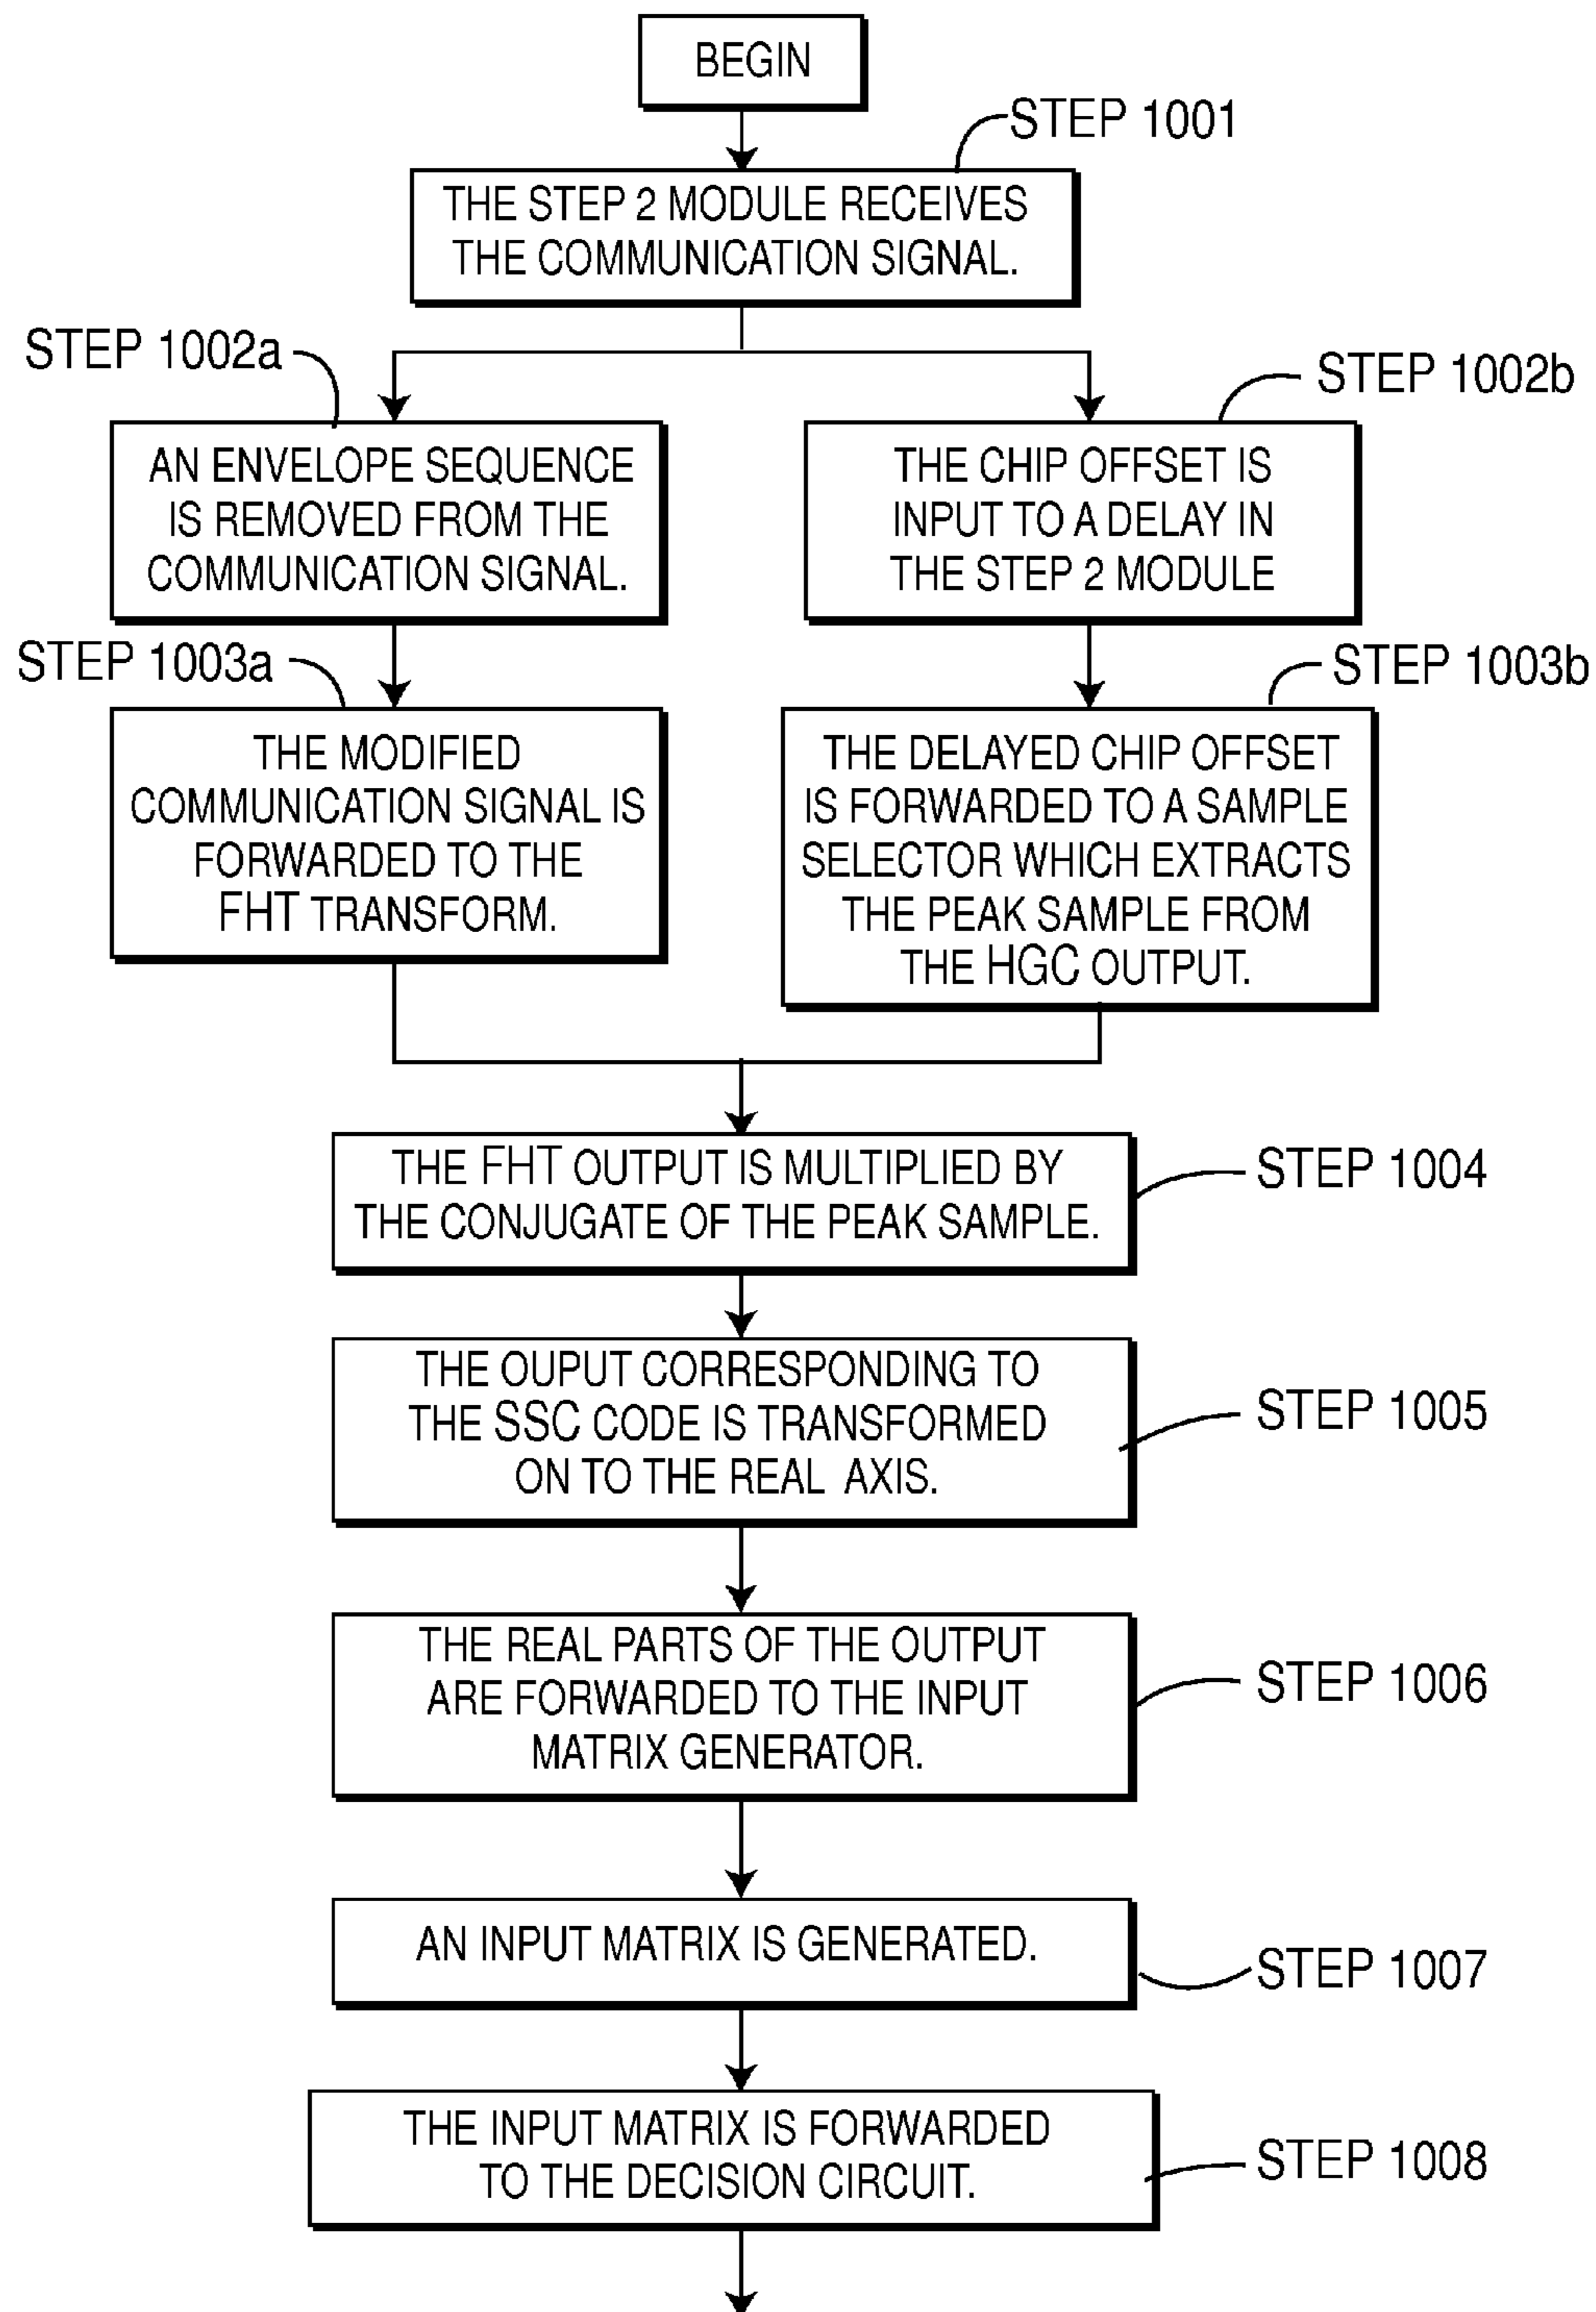 BEGIN
STEP 1001
THE STEP 2 MODULE RECEIVES
THE COMMUNICATION SIGNAL.
STEP 1002a
AN ENVELOPE SEQUENCE
IS REMOVED FROM THE
COMMUNICATION SIGNAL.
STEP 1002b
THE CHIP OFFSET IS
INPUT TO A DELAY IN
THE STEP 2 MODULE
STEP 1003a
THE MODIFIED
COMMUNICATION SIGNAL IS
FORWARDED TO THE
FHT TRANSFORM.
STEP 1003b
THE DELAYED CHIP OFFSET
IS FORWARDED TO A SAMPLE
SELECTOR WHICH EXTRACTS
THE PEAK SAMPLE FROM
THE HGC OUTPUT.
THE FHT OUTPUT IS MULTIPLIED BY
THE CONJUGATE OF THE PEAK SAMPLE.
STEP 1004
THE OUPUT CORRESPONDING TO
THE SSC CODE IS TRANSFORMED
ON TO THE REAL AXIS.
STEP 1005
THE REAL PARTS OF THE OUTPUT
ARE FORWARDED TO THE INPUT
MATRIX GENERATOR.
STEP 1006
AN INPUT MATRIX IS GENERATED.
STEP 1007
THE INPUT MATRIX IS FORWARDED
TO THE DECISION CIRCUIT.
STEP 1008